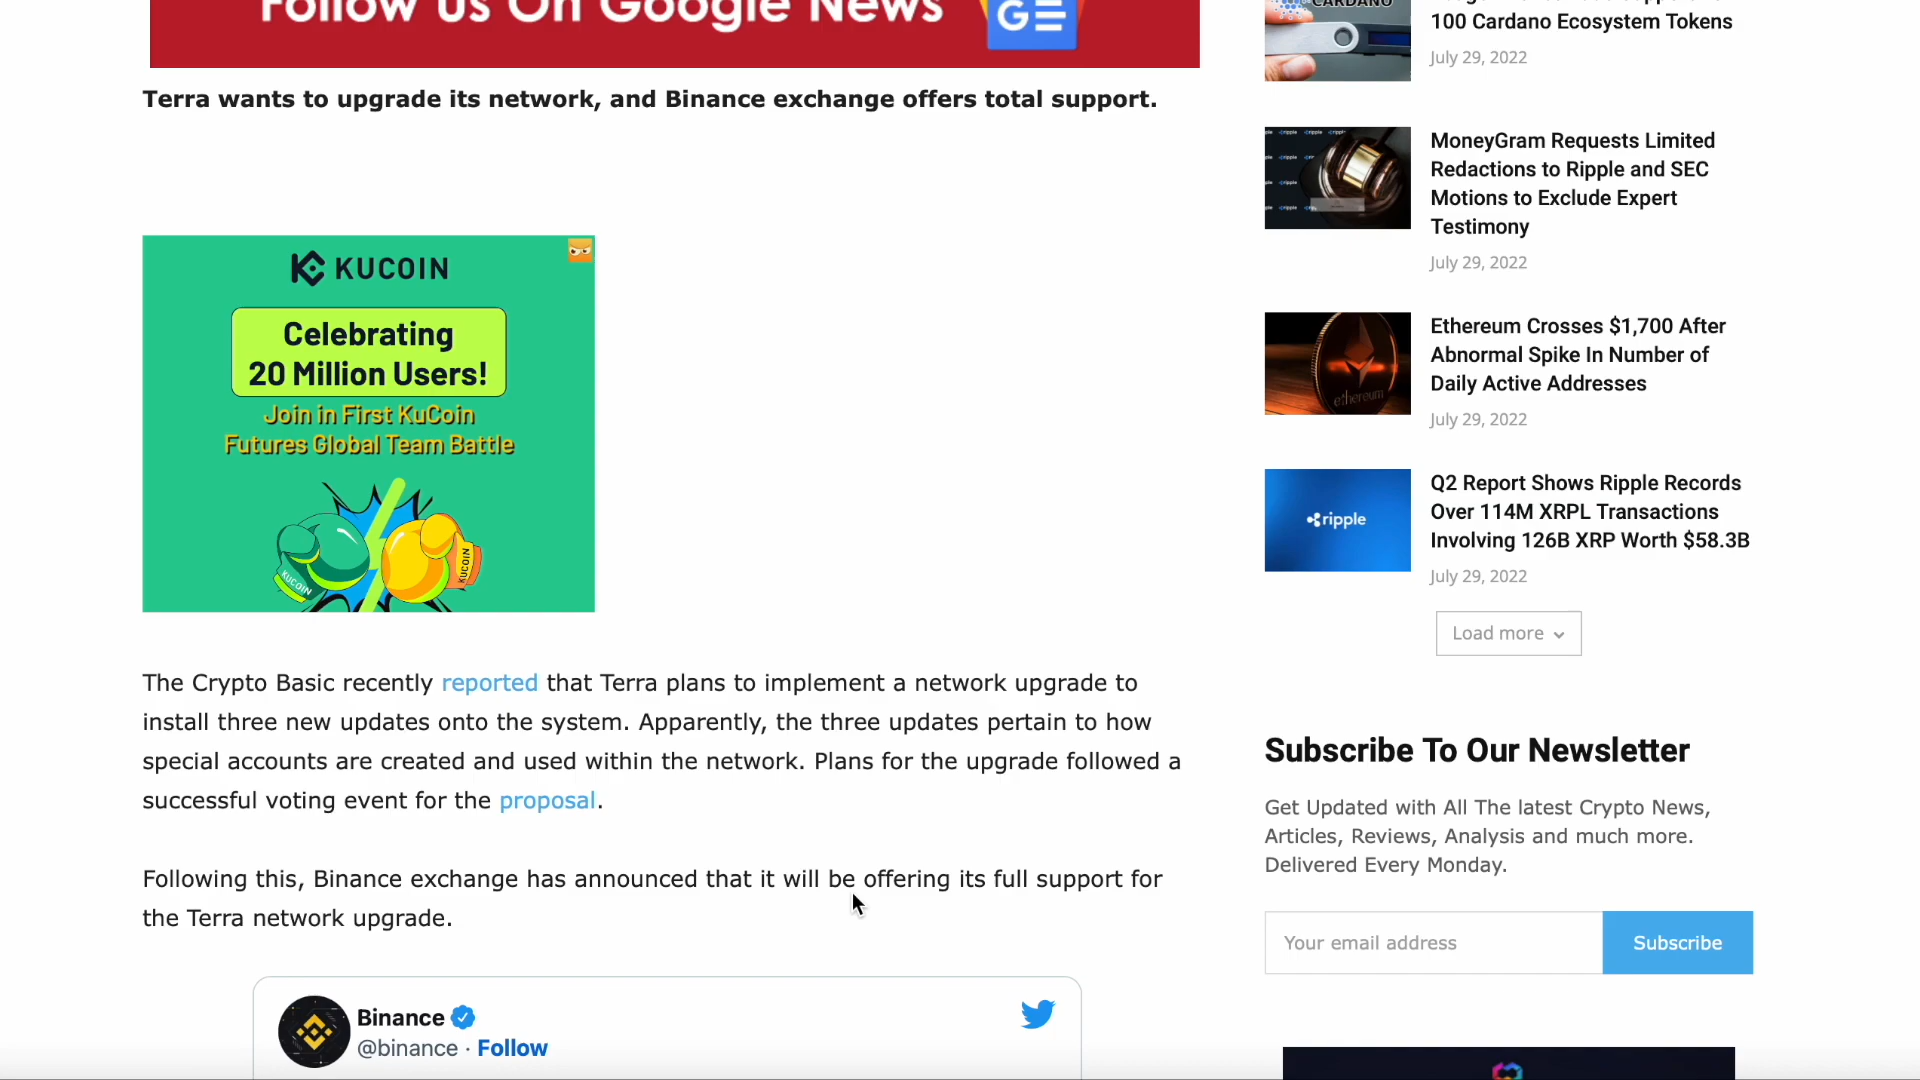 Follow Us On Google News
GE
Terra wants to upgrade its network, and Binance exchange offers total support.
KUCOIN
Celebrating
20 Million Users!
Join in First KuCoin
Futures Global Team Battle
KUCOIN
KUCOIN
The Crypto Basic recently reported that Terra plans to implement a network upgrade to
install three new updates onto the system. Apparently, the three updates pertain to how
special accounts are created and used within the network. Plans for the upgrade followed a
successful voting event for the proposal.
Following this, Binance exchange has announced that it will be offering its full support for
the Terra network upgrade.
Binance
@binance · Follow
CARDANO
100 Cardano Ecosystem Tokens
July 29, 2022
MoneyGram Requests Limited
Redactions to Ripple and SEC
Motions to Exclude Expert
Testimony
July 29, 2022
ethereum
Ethereum Crosses $1,700 After
Abnormal Spike In Number of
Daily Active Addresses
July 29, 2022
ripple
Q2 Report Shows Ripple Records
Over 114M XRPL Transactions
Involving 126B XRP Worth $58.3B
July 29, 2022
Load more
Subscribe To Our Newsletter
Get Updated with All The latest Crypto News,
Articles, Reviews, Analysis and much more.
Delivered Every Monday.
Your email address
Subscribe